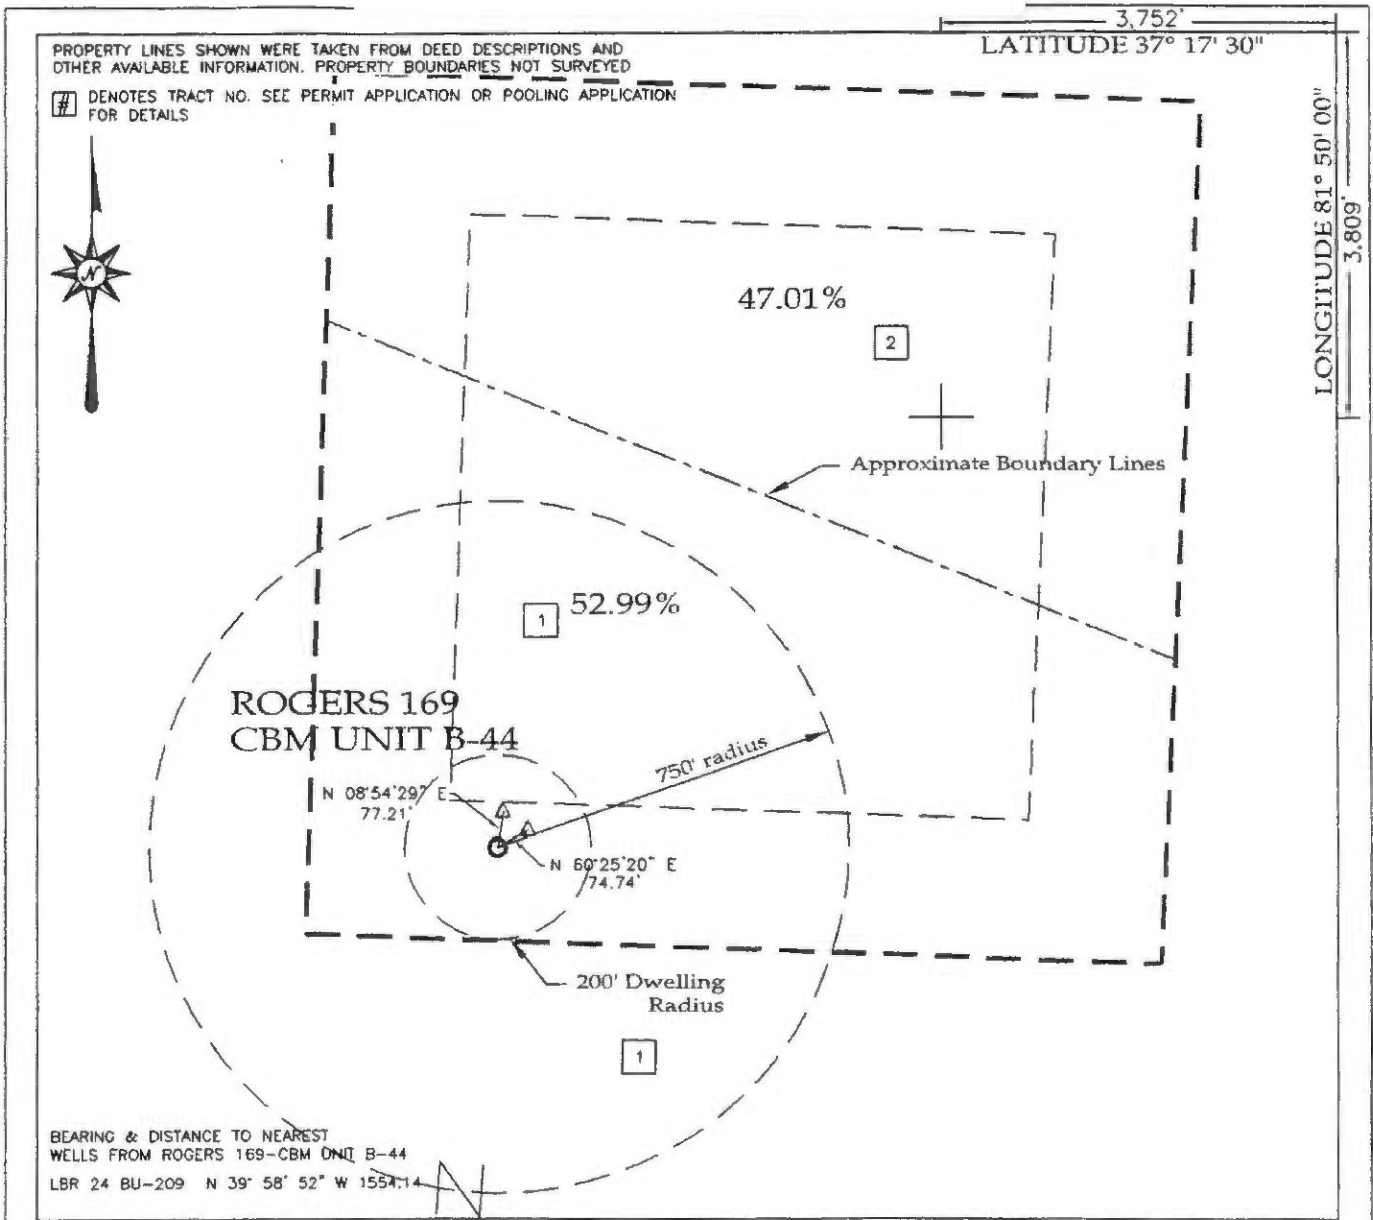 3,752'
LATITUDE 37° 17' 30"
PROPERTY LINES SHOWN WERE TAKEN FROM DEED DESCRIPTIONS AND
OTHER AVAILABLE INFORMATION. PROPERTY BOUNDARIES NOT SURVEYED
# DENOTES TRACT NO. SEE PERMIT APPLICATION OR POOLING APPLICATION
FOR DETAILS
LONGITUDE 81° 50' 00"
3,809'
N
47.01%
2
Approximate Boundary Lines
52.99%
1
ROGERS 169
CBM UNIT B-44
750' radius
N 08°54'29" E
77.21'
N 60°25'20" E
74.74'
200' Dwelling
Radius
1
BEARING & DISTANCE TO NEAREST
WELLS FROM ROGERS 169-CBM UNIT B-44
LBR 24 BU-209 N 39° 58' 52" W 1554.14
N